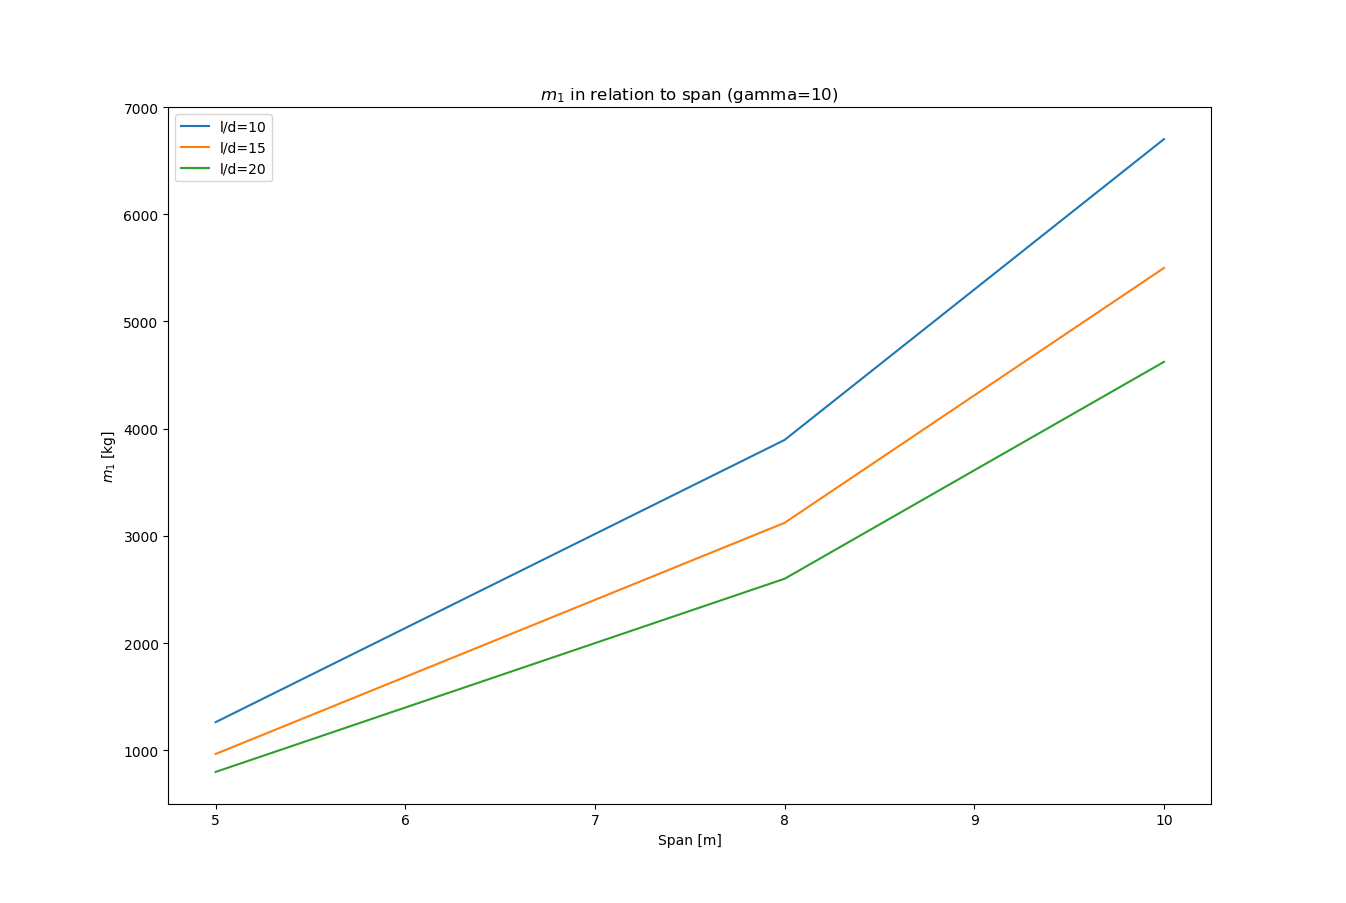 m₁ in relation to span (gamma=10)
l/d=10
l/d=15
l/d=20
7000
6000
5000
4000
3000
2000
1000
m₁ [kg]
5 6 7 8 9 10
Span [m]